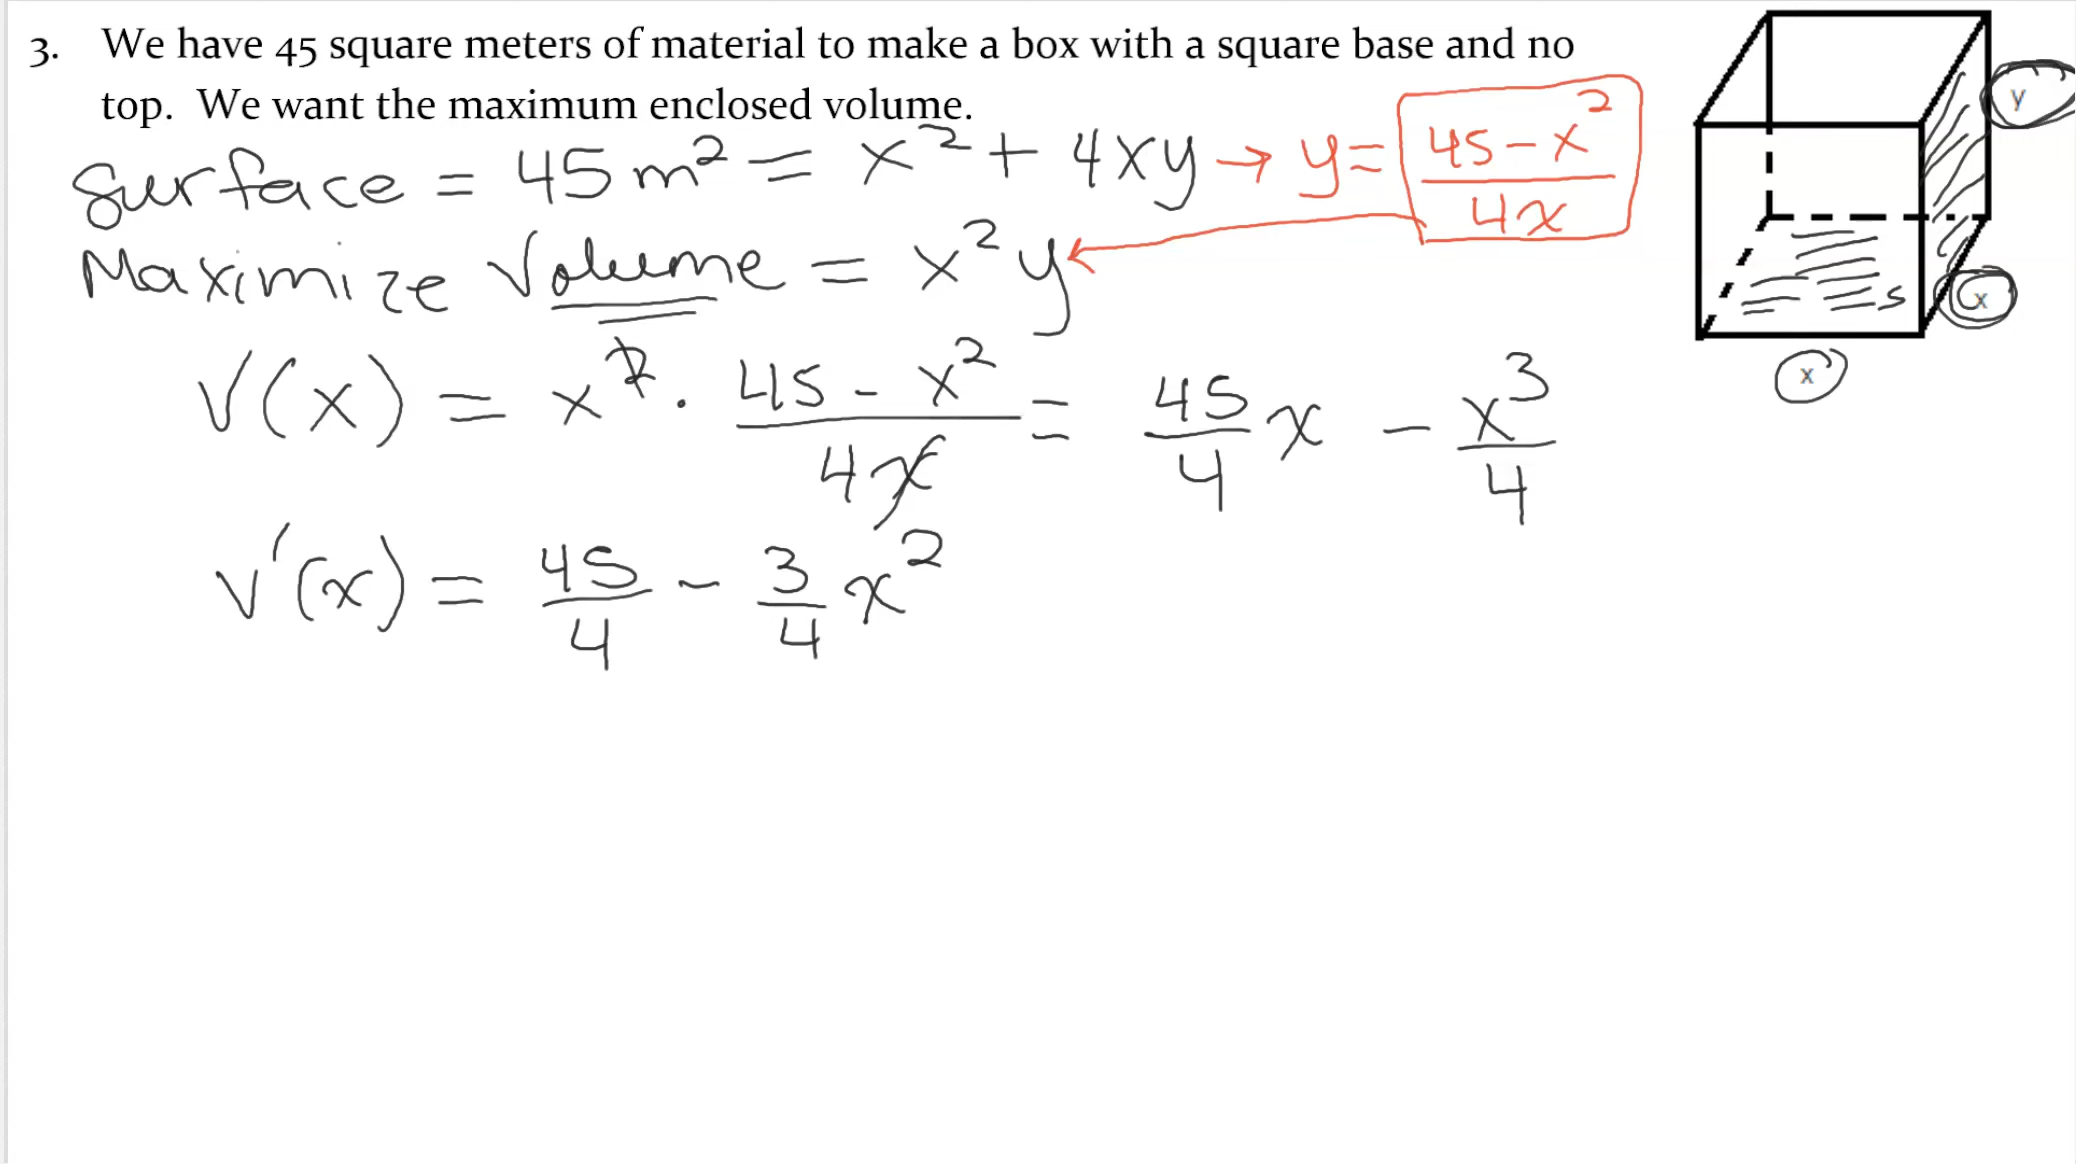 3. We have 45 square meters of material to make a box with a square base and no
top. We want the maximum enclosed volume.
Surface = 45 m² = x² + 4xy → y = (45 - x²)/(4x)
Maximize Volume = x²y
V(x) = x² · (45 - x²)/(4x) = 45/4 x - x³/4
V'(x) = 45/4 - 3/4 x²
y
x
x